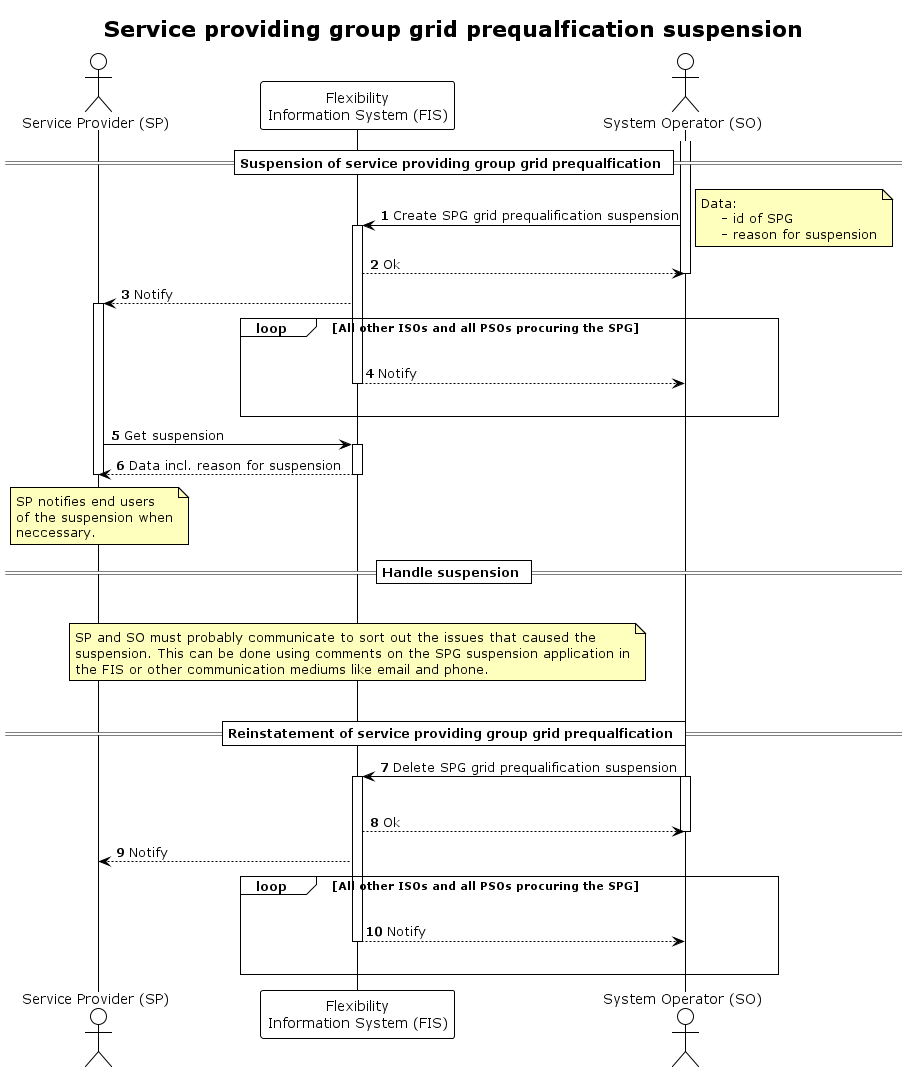 Service providing group grid prequalfication suspension
Service Provider (SP)
Flexibility
Information System (FIS)
System Operator (SO)
Suspension of service providing group grid prequalfication
Data:
- id of SPG
- reason for suspension
1 Create SPG grid prequalification suspension
2 Ok
3 Notify
loop [All other ISOs and all PSOs procuring the SPG]
4 Notify
5 Get suspension
6 Data incl. reason for suspension
SP notifies end users
of the suspension when
neccessary.
Handle suspension
SP and SO must probably communicate to sort out the issues that caused the
suspension. This can be done using comments on the SPG suspension application in
the FIS or other communication mediums like email and phone.
Reinstatement of service providing group grid prequalfication
7 Delete SPG grid prequalification suspension
8 Ok
9 Notify
loop [All other ISOs and all PSOs procuring the SPG]
10 Notify
Service Provider (SP)
Flexibility
Information System (FIS)
System Operator (SO)